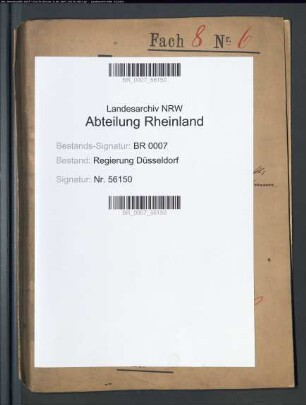 Fach 8 Nr. 6
BR_0007_56150
Landesarchiv NRW
Abteilung Rheinland
Bestands-Signatur: BR 0007
Bestand: Regierung Düsseldorf
Signatur: Nr. 56150
BR_0007_56150